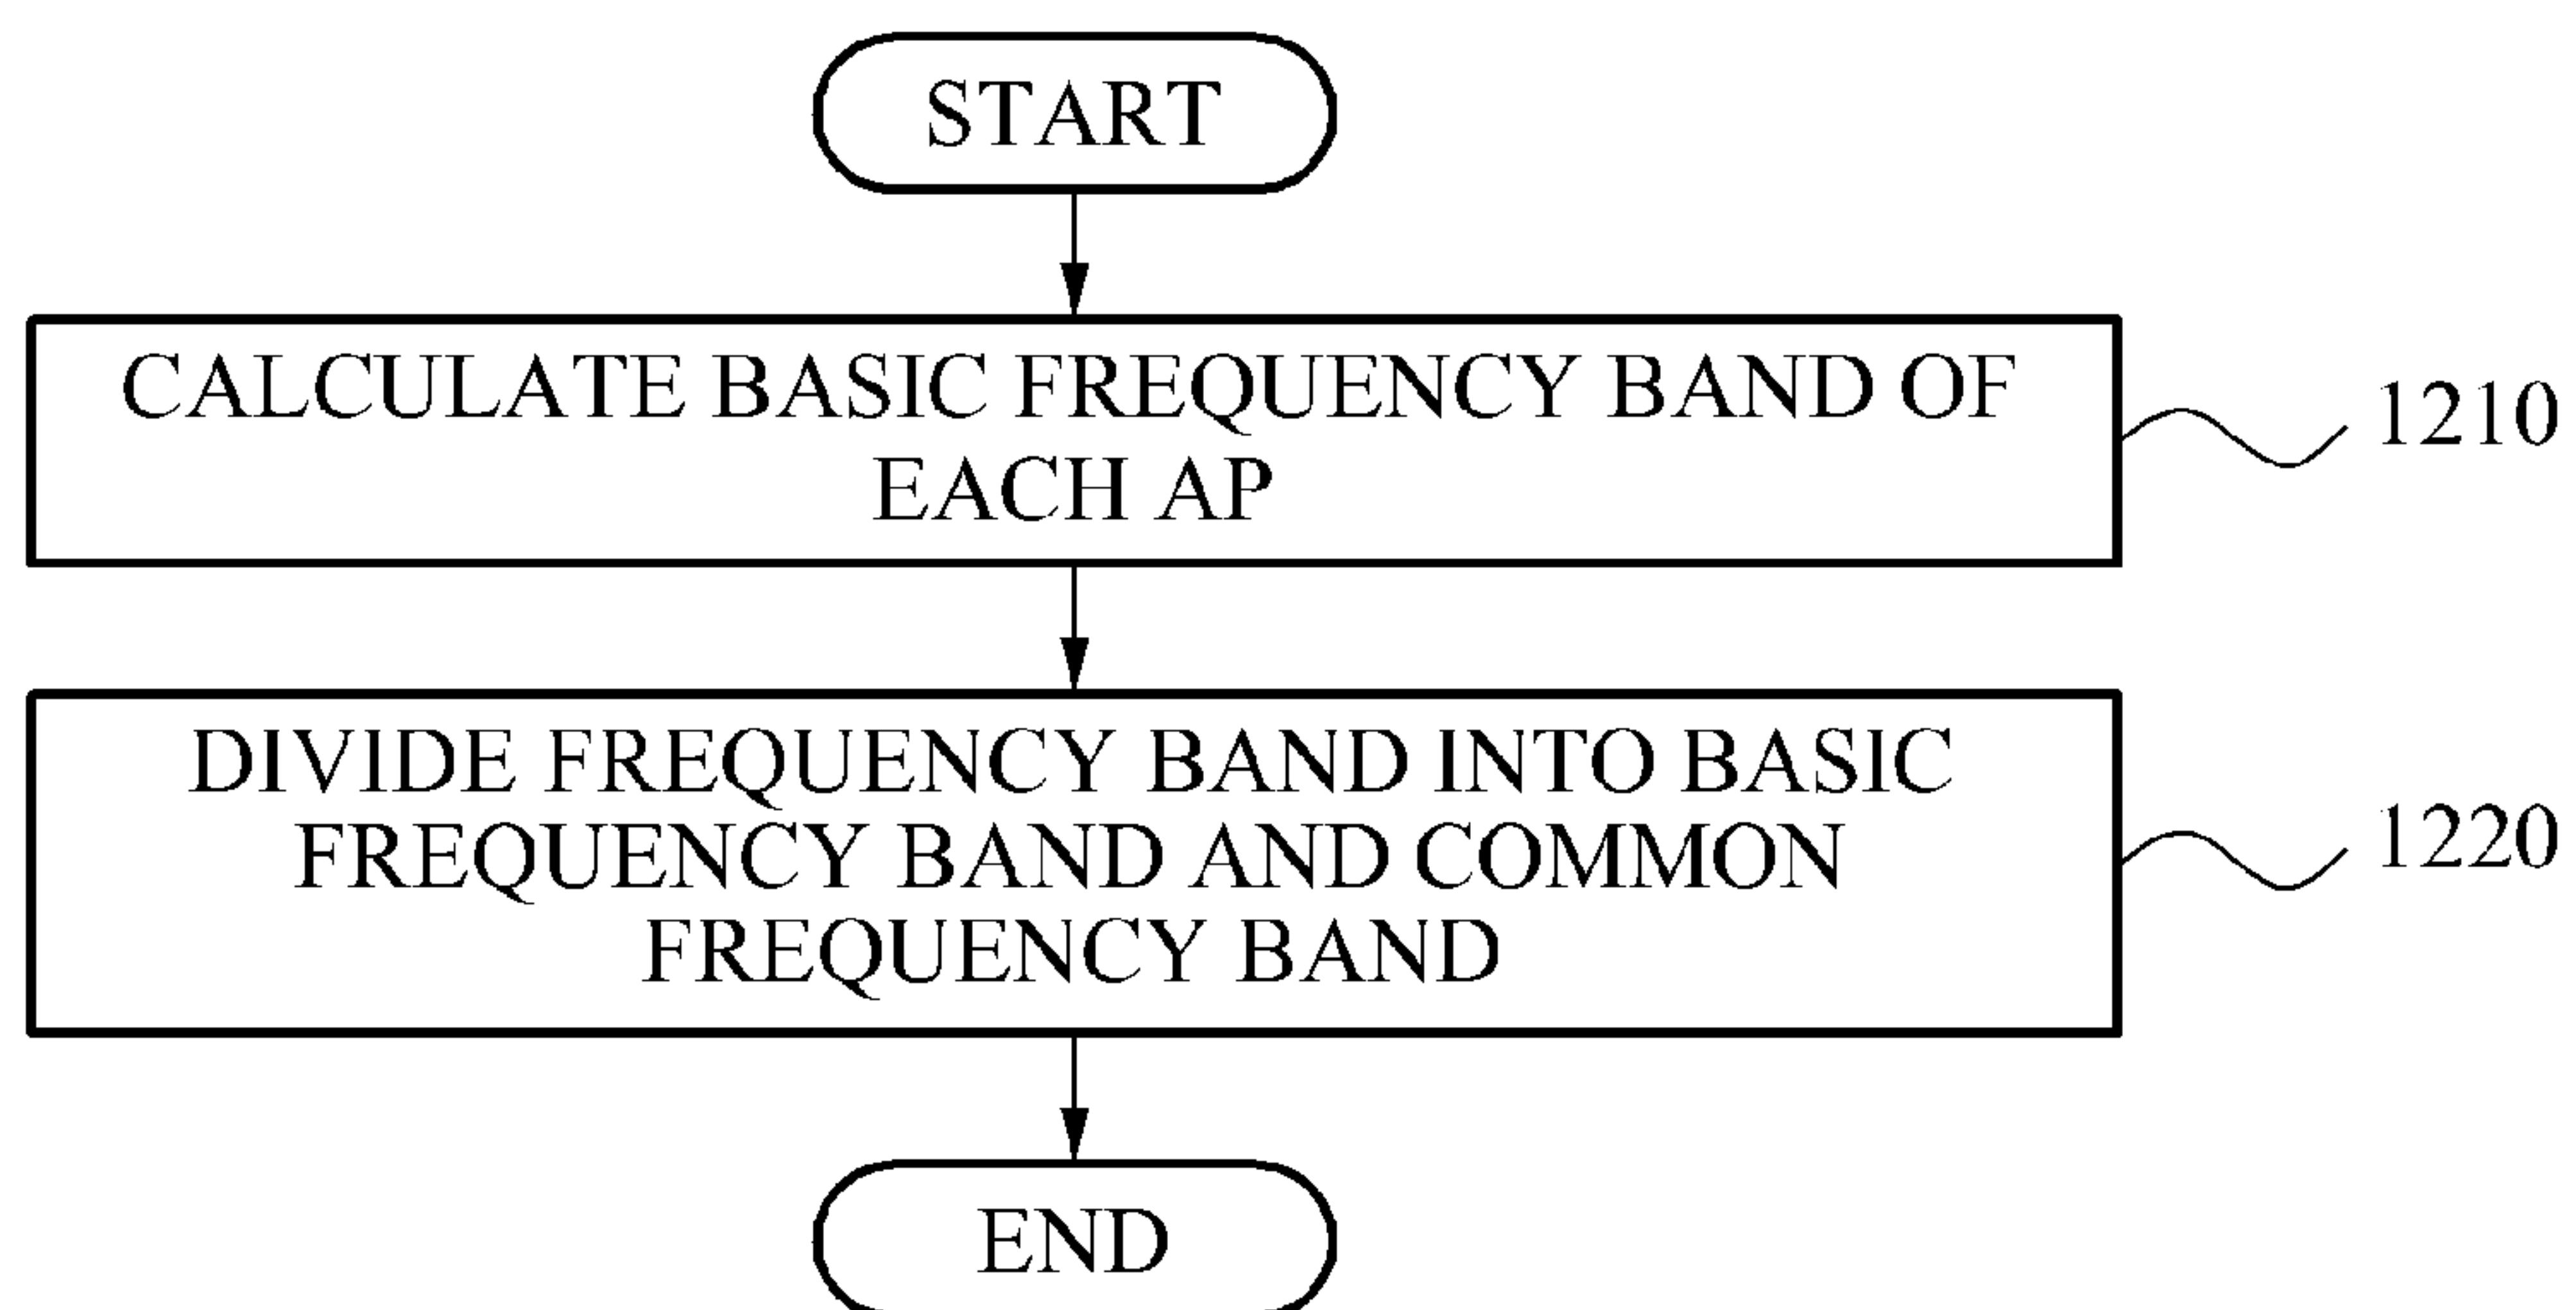 START
CALCULATE BASIC FREQUENCY BAND OF
EACH AP
1210
DIVIDE FREQUENCY BAND INTO BASIC
FREQUENCY BAND AND COMMON
FREQUENCY BAND
1220
END